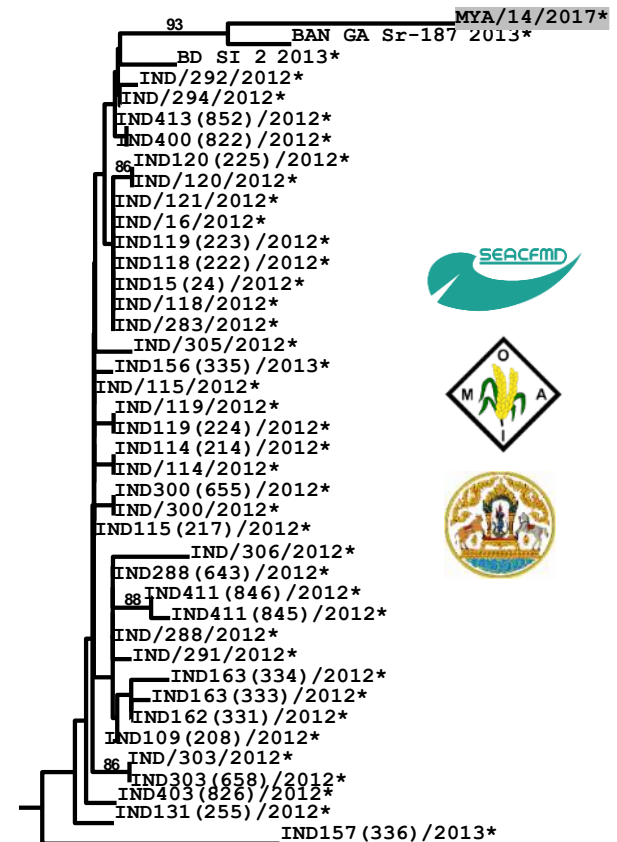 MYA/14/2017*
93
BAN GA Sr-187 2013*
BD SI 2 2013*
IND/292/2012*
IND/294/2012*
IND413(852)/2012*
IND400(822)/2012*
IND120(225)/2012*
86
IND/120/2012*
IND/121/2012*
IND/16/2012*
IND119(223)/2012*
IND118(222)/2012*
SEACFMD
IND15(24)/2012*
IND/118/2012*
IND/283/2012*
IND/305/2012*
O
IND156(335)/2013*
IND/115/2012*
M A
IND/119/2012*
IND119(224)/2012*
I
IND114(214)/2012*
IND/114/2012*
IND300(655)/2012*
IND/300/2012*
IND115(217)/2012*
IND/306/2012*
IND288(643)/2012*
IND411(846)/2012*
88
IND411(845)/2012*
IND/288/2012*
IND/291/2012*
IND163(334)/2012*
IND163(333)/2012*
IND162(331)/2012*
IND109(208)/2012*
IND/303/2012*
86
IND303(658)/2012*
IND403(826)/2012*
IND131(255)/2012*
IND157(336)/2013*